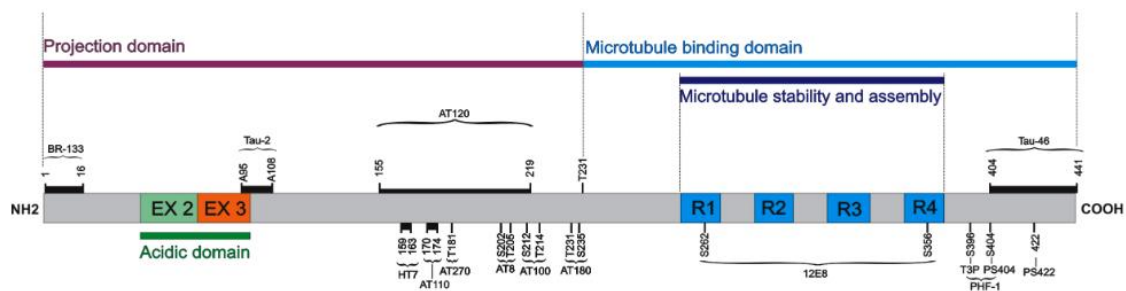 Projection domain
Microtubule binding domain
Microtubule stability and assembly
AT120
BR-133
Tau-2
Tau-46
1
16
A95
A108
155
219
T231
404
441
NH2
EX 2
EX 3
R1
R2
R3
R4
COOH
Acidic domain
159
163
170
174
T181
S202
T205
S212
T214
T231
S235
S262
S356
S396
S404
422
HT7
AT110
AT270
AT8
AT100
AT180
12E8
T3P
PS404
PHF-1
PS422